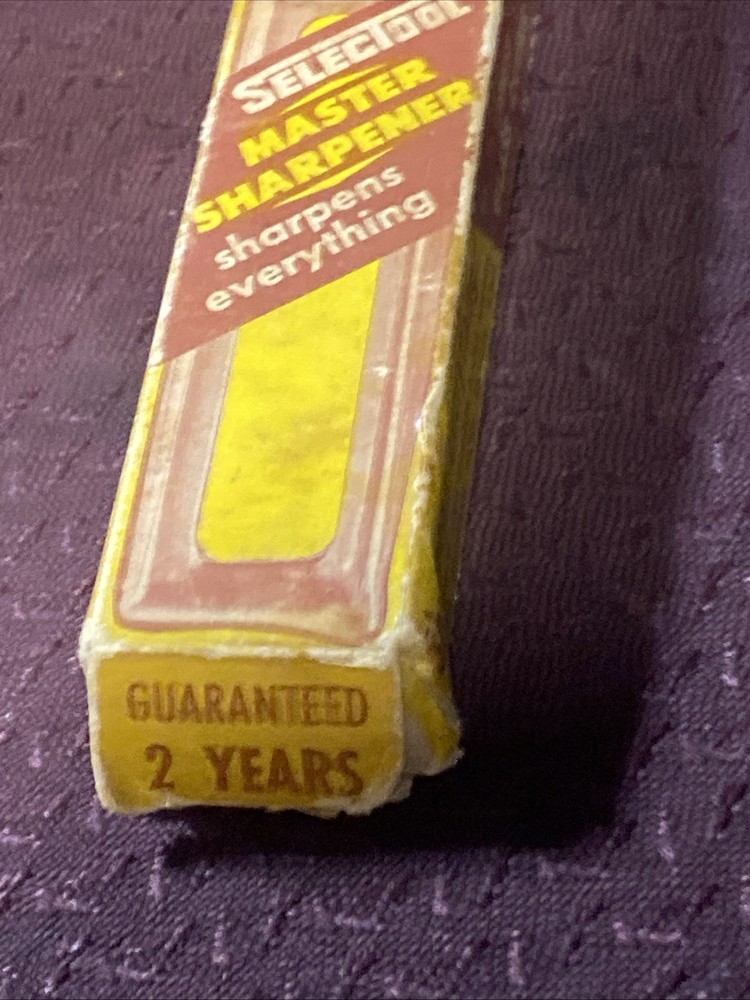 SELECTOOL
MASTER
SHARPENER
sharpens
everything
GUARANTEED
2 YEARS